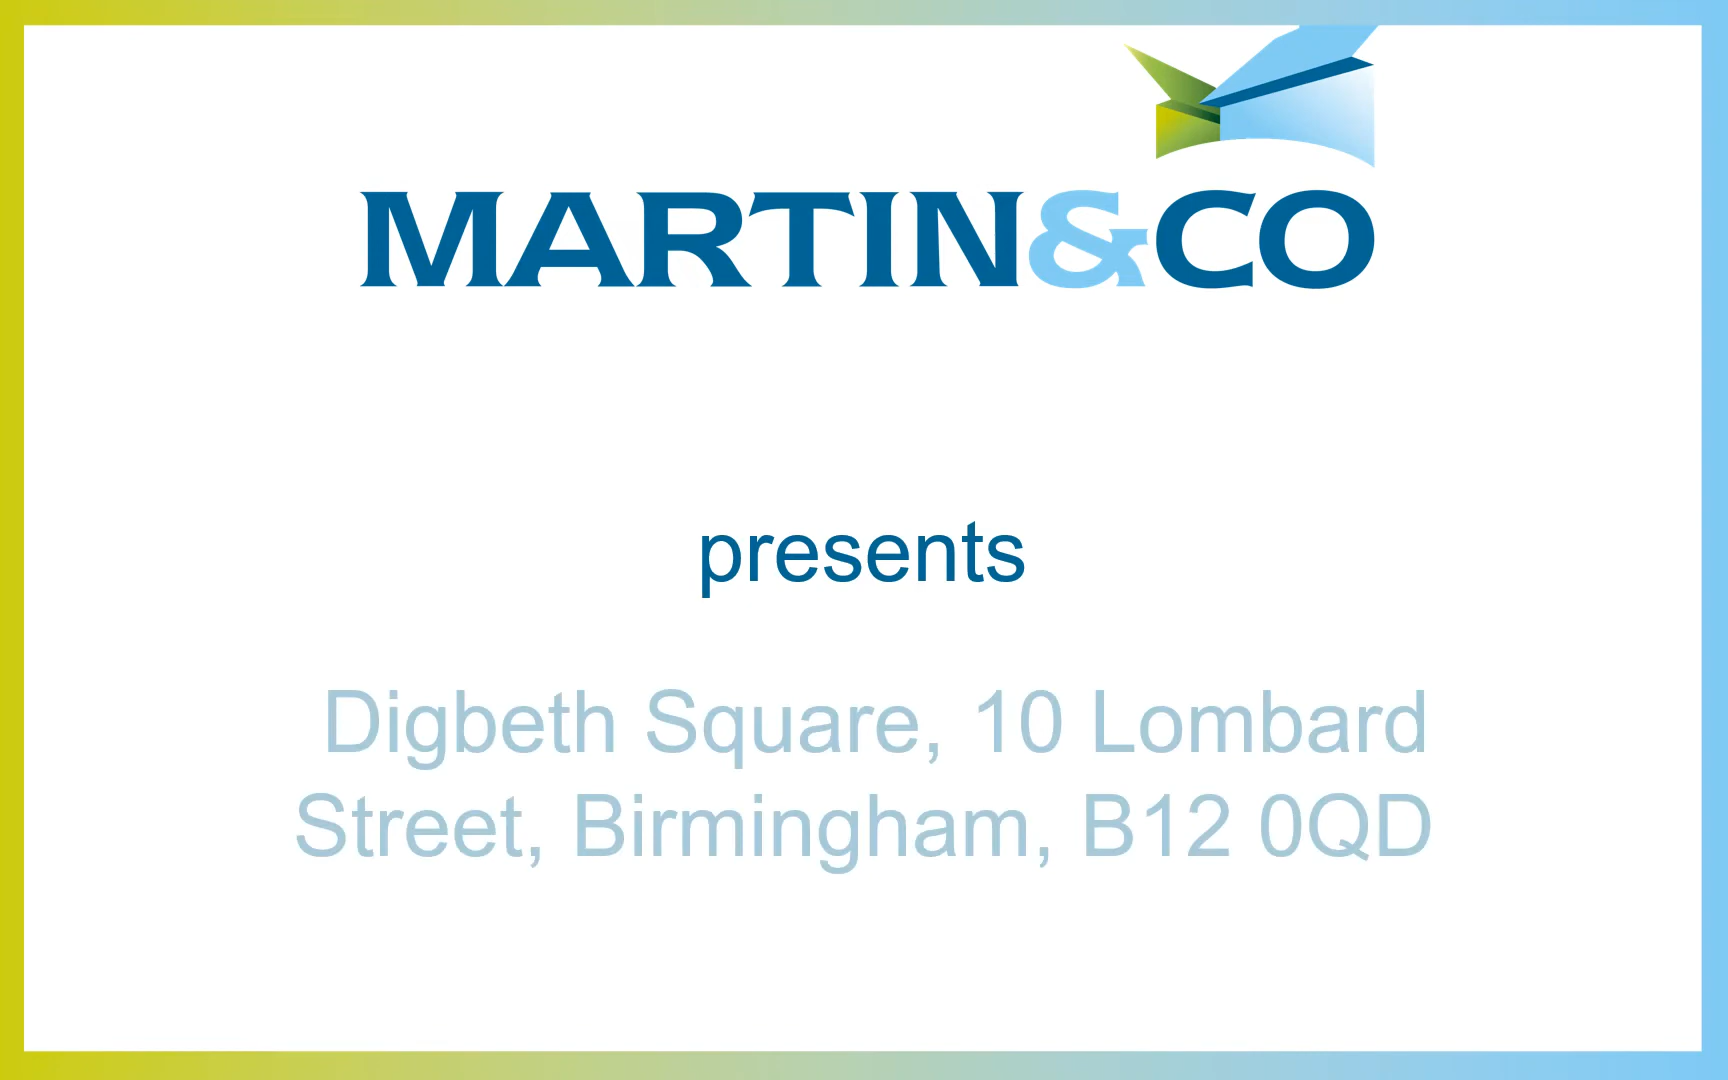 MARTIN&CO
presents
Digbeth Square, 10 Lombard
Street, Birmingham, B12 0QD